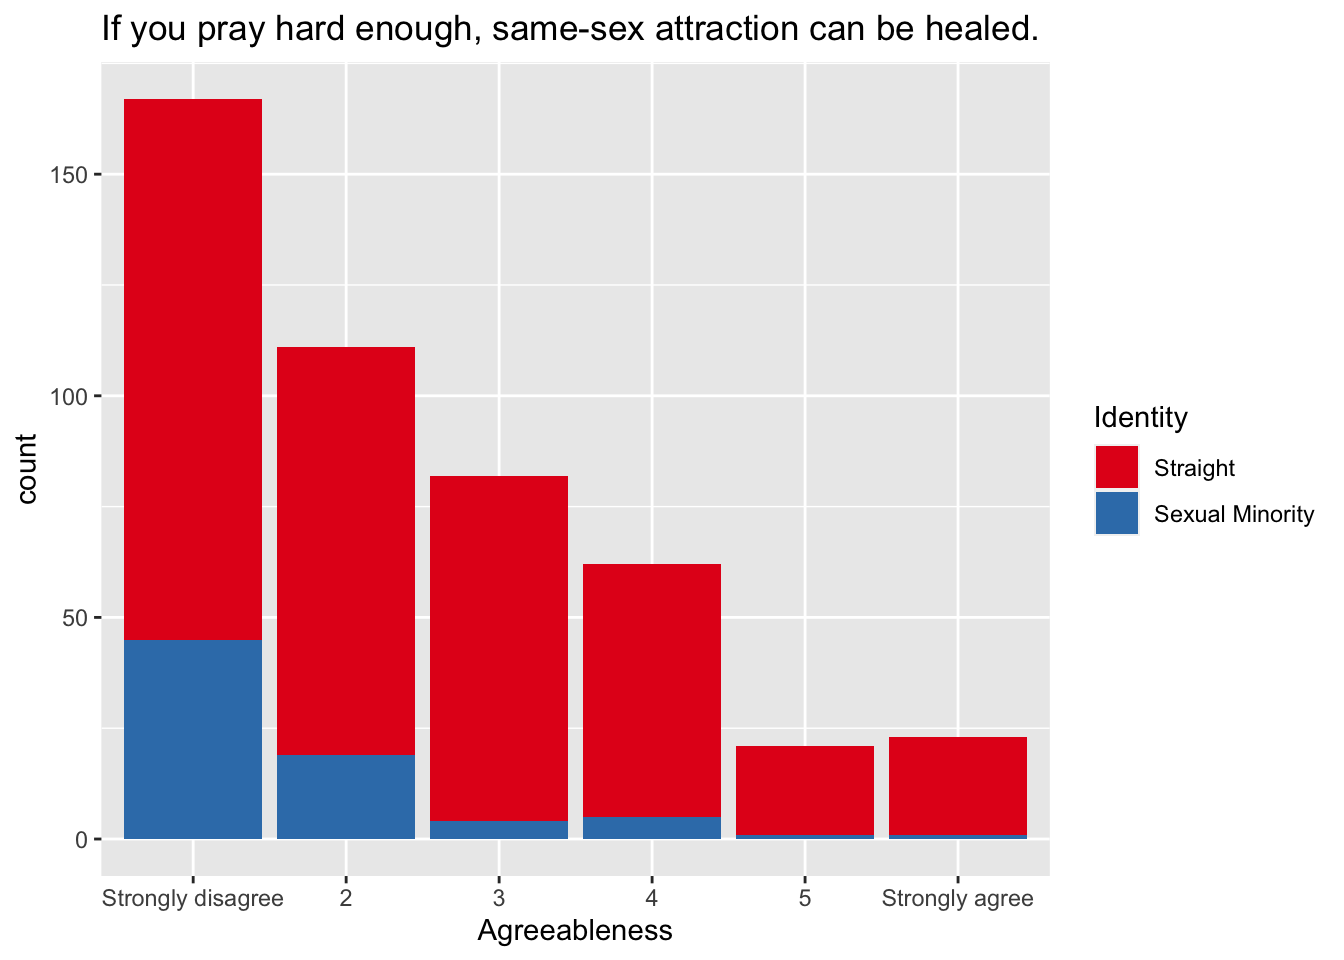 If you pray hard enough, same-sex attraction can be healed.
150
100
50
0
count
Strongly disagree 2 3 4 5 Strongly agree
Agreeableness
Identity
Straight
Sexual Minority